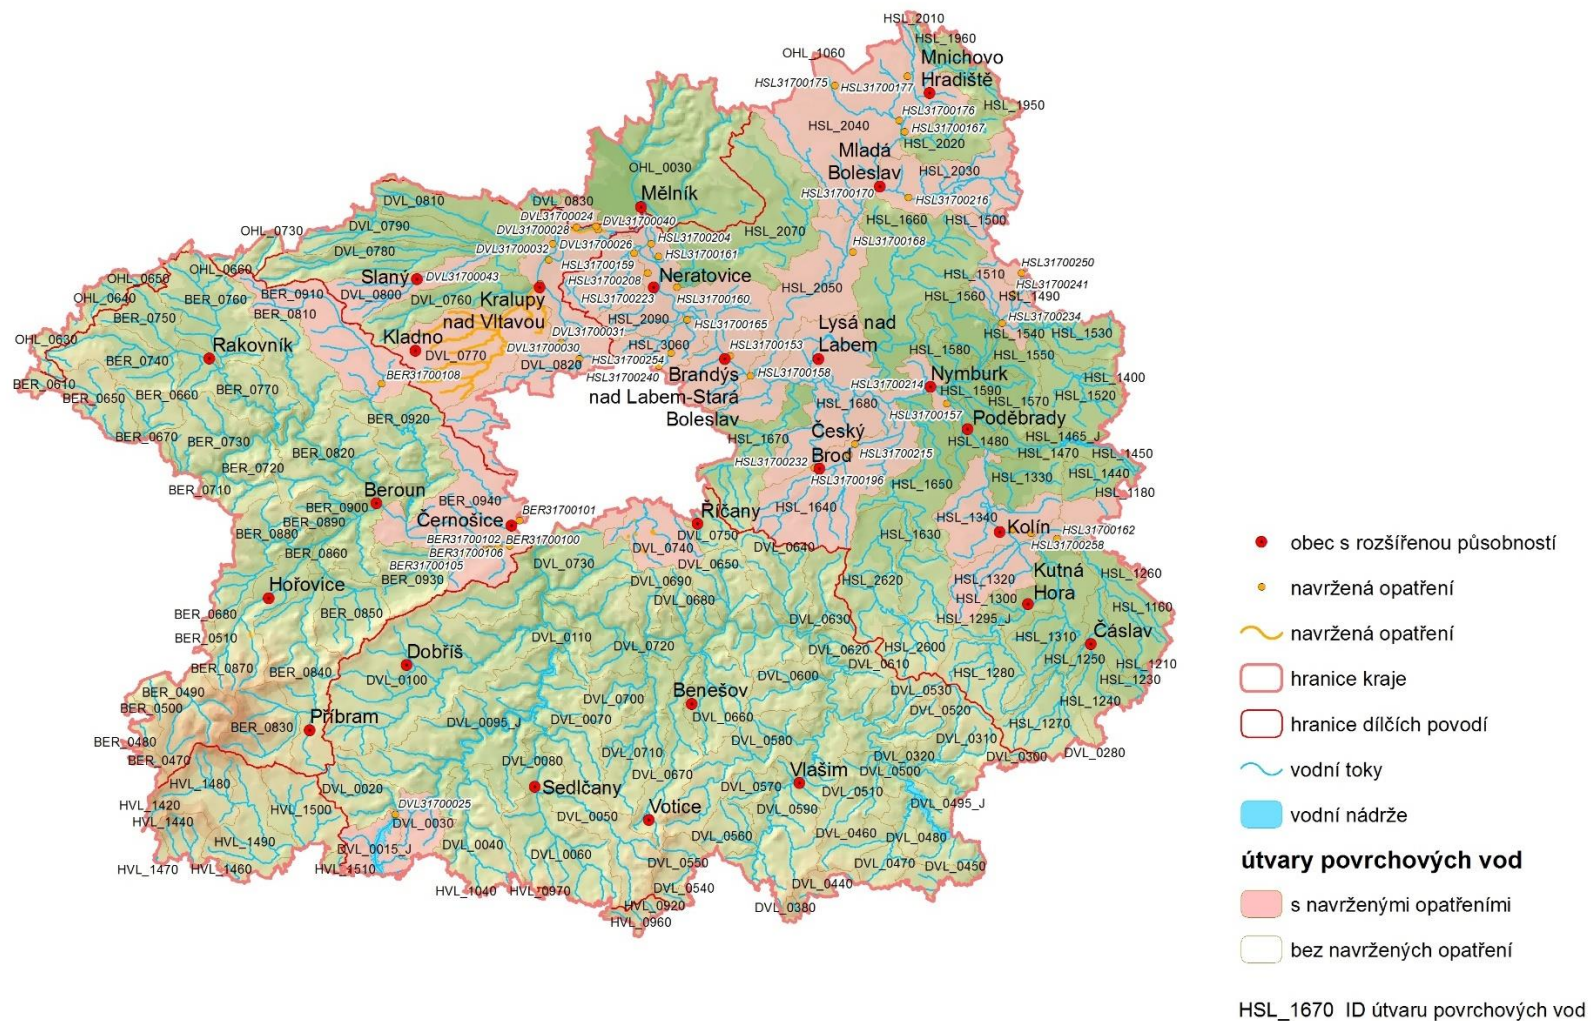 HSL_2010
HSL_1960
OHL_1060
Mnichovo
Hradiště
HSL31700175
HSL31700177
HSL_1950
HSL31700176
HSL_2040
HSL31700167
HSL_2020
Mladá
Boleslav
HSL_2030
OHL_0030
HSL31700170
HSL31700216
Mělník
DVL_0810
DVL_0830
DVL31700024
DVL31700040
HSL_1660
HSL_1500
DVL_0790
DVL31700028
HSL_2070
OHL_0730
HSL31700204
HSL31700168
DVL_0780
DVL31700032
DVL31700026
HSL31700161
OHL_0660
HSL31700159
HSL31700250
OHL_0650
Slaný
DVL31700043
HSL31700208
Neratovice
HSL_1510
HSL31700241
OHL_0640
BER_0760
BER_0910
DVL_0800
DVL_0760
Kralupy
nad Vltavou
HSL31700223
HSL31700160
HSL_2050
HSL_1560
HSL_1490
BER_0750
BER_0810
HSL_2090
HSL31700165
Lysá nad
Labem
HSL31700234
OHL_0630
Rakovník
Kladno
DVL31700031
HSL_1540
HSL_1530
BER_0740
DVL_0770
DVL31700030
HSL_3060
HSL31700153
HSL_1580
HSL_1550
DVL_0820
HSL31700254
BER_0610
BER31700108
HSL31700240
Brandýs
nad Labem-Stará
Boleslav
HSL31700158
HSL31700214
Nymburk
HSL_1400
BER_0650
BER_0660
BER_0770
HSL_1590
HSL_1520
HSL_1680
HSL_1570
HSL31700157
BER_0920
Poděbrady
BER_0670
BER_0730
HSL_1670
Český
Brod
HSL_1480
HSL_1465_J
BER_0820
HSL31700215
HSL_1470
HSL_1450
BER_0720
HSL31700232
HSL_1440
BER_0710
Beroun
HSL31700196
HSL_1650
HSL_1330
HSL_1180
BER_0900
BER_0940
HSL_1640
BER_0890
Černošice
BER31700101
Říčany
HSL_1340
Kolín
HSL31700162
BER_0880
BER31700102
BER31700100
DVL_0750
HSL_1630
HSL31700258
BER_0860
BER31700106
DVL_0740
DVL_0640
BER31700105
DVL_0730
DVL_0650
Kutná
Hora
HSL_1260
Hořovice
BER_0930
DVL_0690
HSL_2620
HSL_1320
DVL_0680
HSL_1300
HSL_1160
BER_0680
BER_0850
DVL_0630
HSL_1295_J
BER_0510
DVL_0110
DVL_0720
HSL_1310
Čáslav
Dobříš
DVL_0620
HSL_2600
HSL_1250
BER_0870
BER_0840
DVL_0100
DVL_0610
HSL_1210
BER_0490
DVL_0600
HSL_1280
HSL_1230
BER_0500
Benešov
DVL_0530
HSL_1240
DVL_0700
DVL_0520
Příbram
BER_0830
DVL_0095_J
DVL_0070
DVL_0660
HSL_1270
BER_0480
DVL_0580
DVL_0310
BER_0470
DVL_0710
DVL_0320
DVL_0300
DVL_0280
DVL_0080
DVL_0670
Vlašim
DVL_0500
HVL_1480
DVL_0020
Sedlčany
DVL_0570
DVL_0510
HVL_1420
HVL_1500
DVL31700025
Votice
DVL_0590
DVL_0495_J
HVL_1440
DVL_0030
DVL_0050
DVL_0560
DVL_0460
DVL_0480
HVL_1490
DVL_0015_J
DVL_0040
DVL_0060
DVL_0550
DVL_0470
DVL_0450
HVL_1470
HVL_1460
HVL_1510
HVL_1040
HVL_0970
DVL_0540
DVL_0440
HVL_0920
DVL_0380
HVL_0960
obec s rozšířenou působností
navržená opatření
navržená opatření
hranice kraje
hranice dílčích povodí
vodní toky
vodní nádrže
útvary povrchových vod
s navrženými opatřeními
bez navržených opatření
HSL_1670 ID útvaru povrchových vod